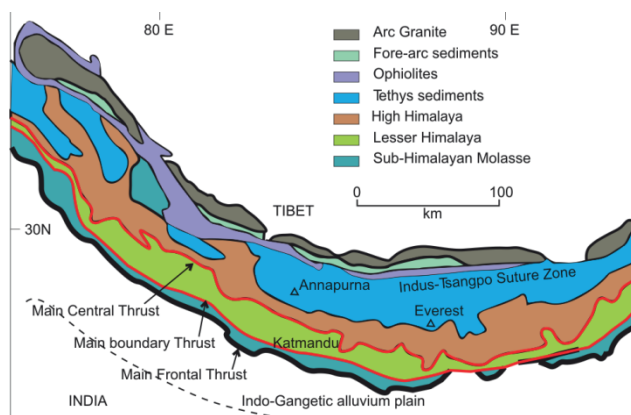 80 E
90 E
Arc Granite
Fore-arc sediments
Ophiolites
Tethys sediments
High Himalaya
Lesser Himalaya
Sub-Himalayan Molasse
TIBET
0
100
km
30N
Indus-Tsangpo Suture Zone
Annapurna
Everest
Main Central Thrust
Main boundary Thrust
Katmandu
Main Frontal Thrust
INDIA
Indo-Gangetic alluvium plain